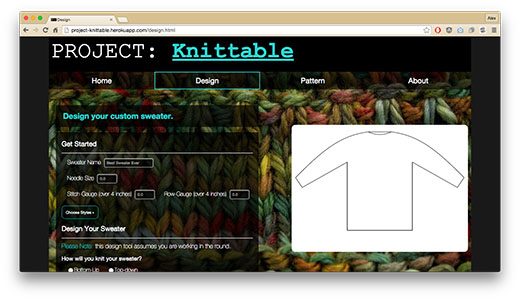 Design
Alex
project-knittable.herokuapp.com/design.html
PROJECT: Knittable
Home Design Pattern About
Design your custom sweater.
Get Started
Sweater Name Best Sweater Ever
Needle Size 0.0
Stitch Gauge (over 4 inches) 0.0 Row Gauge (over 4 inches) 0.0
Choose Styles »
Design Your Sweater
Please Note: this design tool assumes you are working in the round.
How will you knit your sweater?
Bottom-Up Top-down